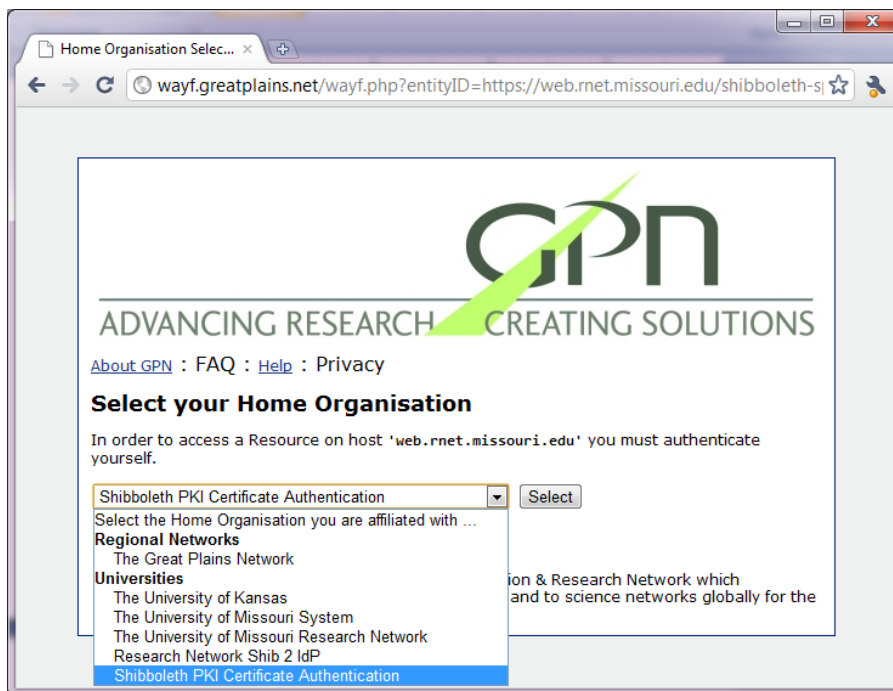 Home Organisation Selec...
wayf.greatplains.net/wayf.php?entityID=https://web.rnet.missouri.edu/shibboleth-s
GPN
ADVANCING RESEARCH CREATING SOLUTIONS
About GPN : FAQ : Help : Privacy
Select your Home Organisation
In order to access a Resource on host 'web.rnet.missouri.edu' you must authenticate
yourself.
Shibboleth PKI Certificate Authentication
Select
Select the Home Organisation you are affiliated with ...
Regional Networks
The Great Plains Network
Universities
The University of Kansas
ion & Research Network which
The University of Missouri System
and to science networks globally for the
The University of Missouri Research Network
Research Network Shib 2 IdP
Shibboleth PKI Certificate Authentication